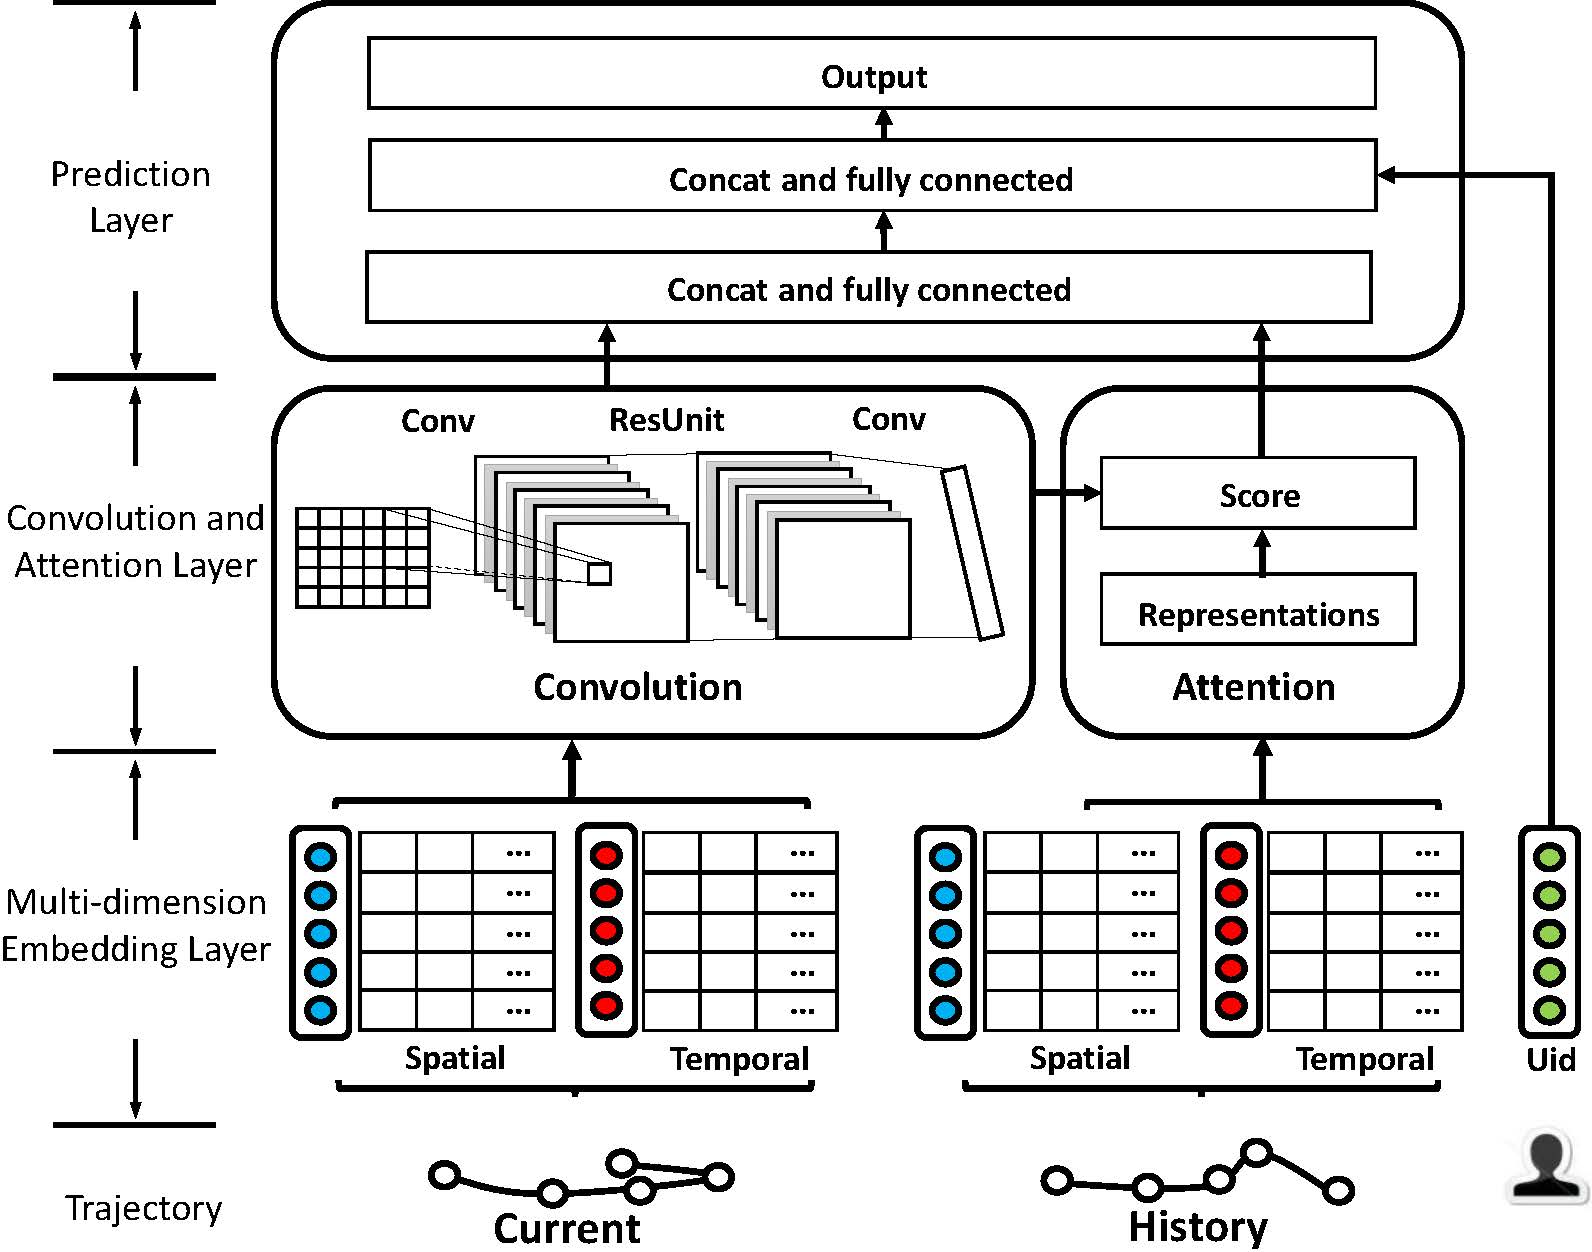 Output
Concat and fully connected
Prediction
Layer
Concat and fully connected
Conv
ResUnit
Conv
Score
Convolution and
Attention Layer
Representations
Convolution
Attention
...
...
...
...
...
...
...
...
Multi-dimension
Embedding Layer
...
...
...
...
...
...
...
...
...
...
...
...
Spatial
Temporal
Spatial
Temporal
Uid
Trajectory
Current
History